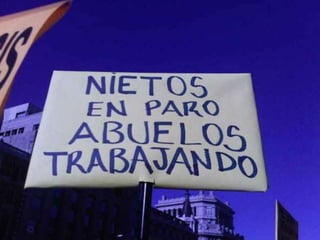 NIETOS
EN PARO
ABUELOS
TRABAJANDO